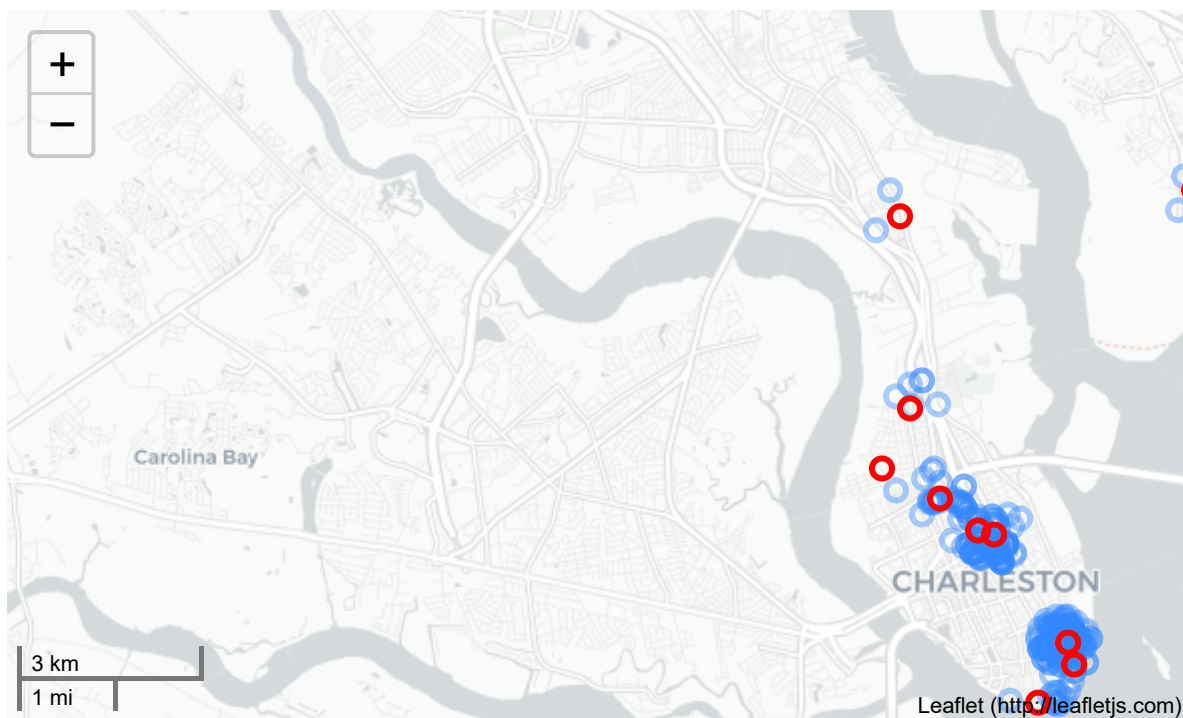 +
−
Carolina Bay
CHARLESTON
3 km
1 mi
Leaflet (http://leafletjs.com)